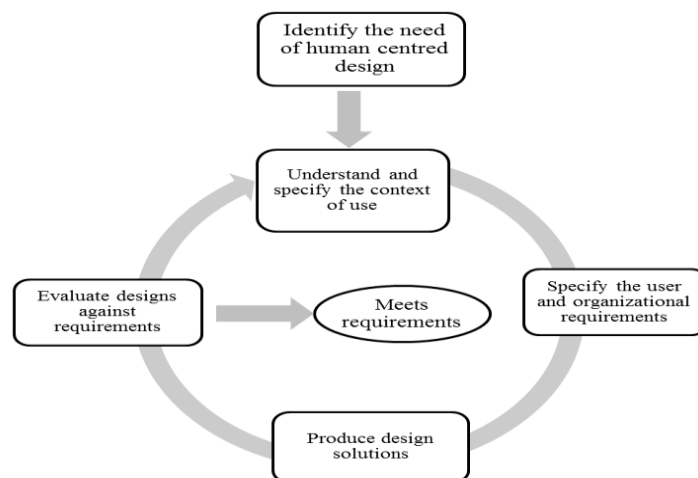 Identify the need
of human centred
design
Understand and
specify the context
of use
Specify the user
and organizational
requirements
Produce design
solutions
Evaluate designs
against
requirements
Meets
requirements